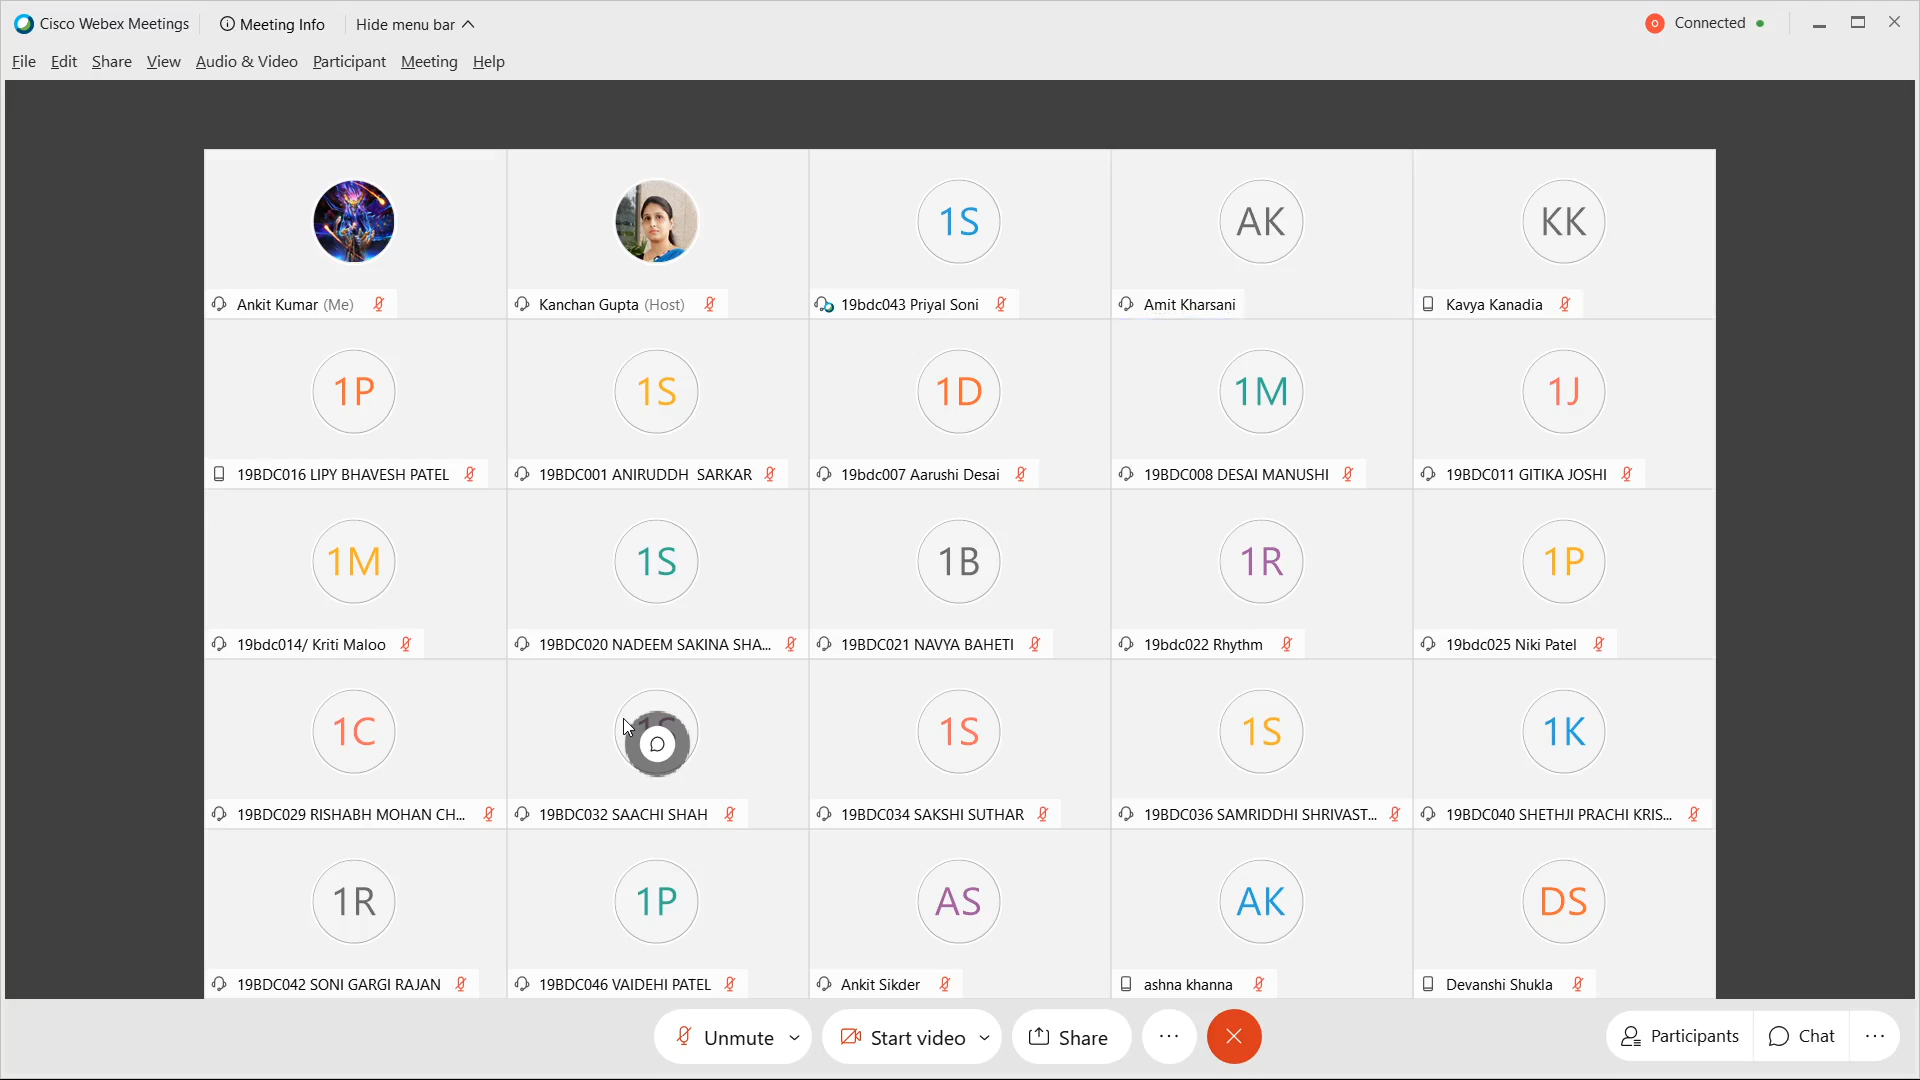 Cisco Webex Meetings Meeting Info Hide menu bar Connected
File Edit Share View Audio & Video Participant Meeting Help
1S AK KK
Ankit Kumar (Me) Kanchan Gupta (Host) 19bdc043 Priyal Soni Amit Kharsani Kavya Kanadia
1P 1S 1D 1M 1J
19BDC016 LIPY BHAVESH PATEL 19BDC001 ANIRUDDH SARKAR 19bdc007 Aarushi Desai 19BDC008 DESAI MANUSHI 19BDC011 GITIKA JOSHI
1M 1S 1B 1R 1P
19bdc014/ Kriti Maloo 19BDC020 NADEEM SAKINA SHA... 19BDC021 NAVYA BAHETI 19bdc022 Rhythm 19bdc025 Niki Patel
1C 1S 1S 1S 1K
19BDC029 RISHABH MOHAN CH... 19BDC032 SAACHI SHAH 19BDC034 SAKSHI SUTHAR 19BDC036 SAMRIDDHI SHRIVAST... 19BDC040 SHETHJI PRACHI KRIS...
1R 1P AS AK DS
19BDC042 SONI GARGI RAJAN 19BDC046 VAIDEHI PATEL Ankit Sikder ashna khanna Devanshi Shukla
Unmute Start video Share ... Participants Chat ...